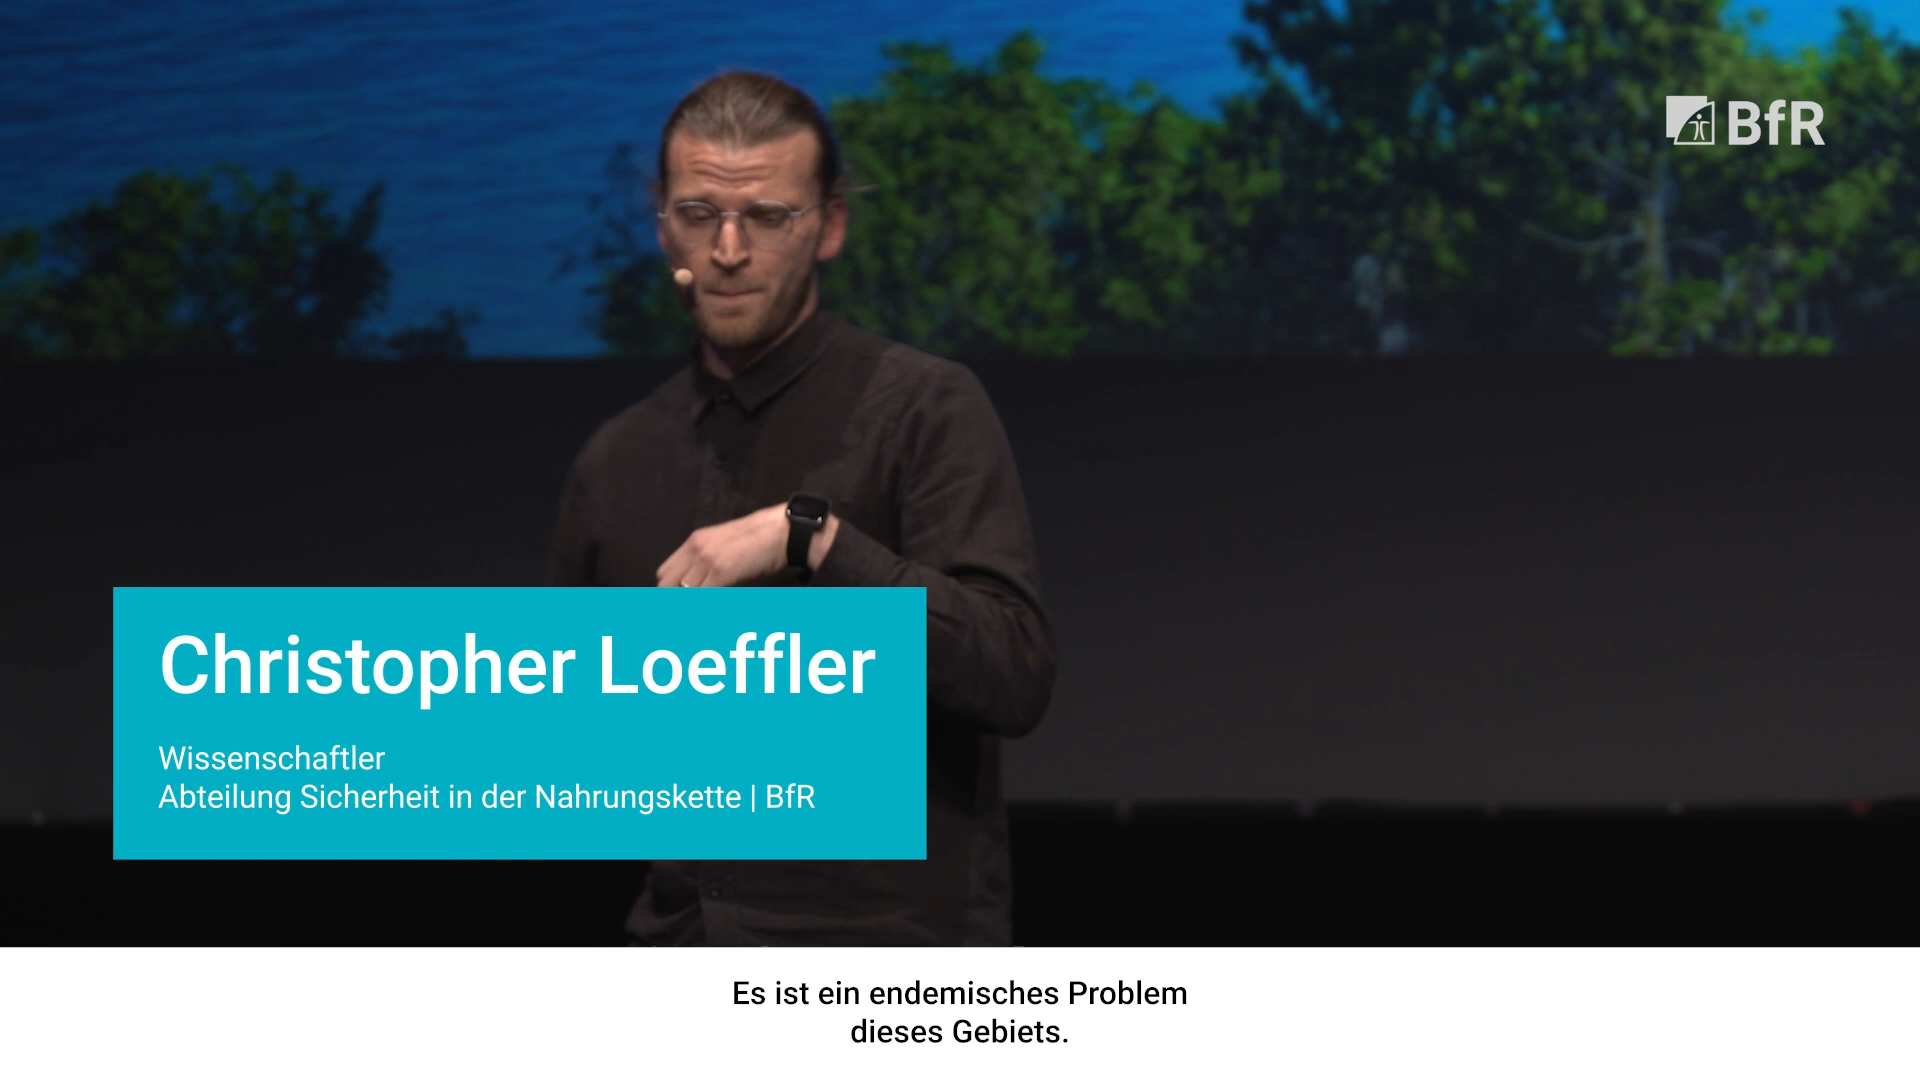 BfR
Christopher Loeffler
Wissenschaftler
Abteilung Sicherheit in der Nahrungskette | BfR
Es ist ein endemisches Problem
dieses Gebiets.